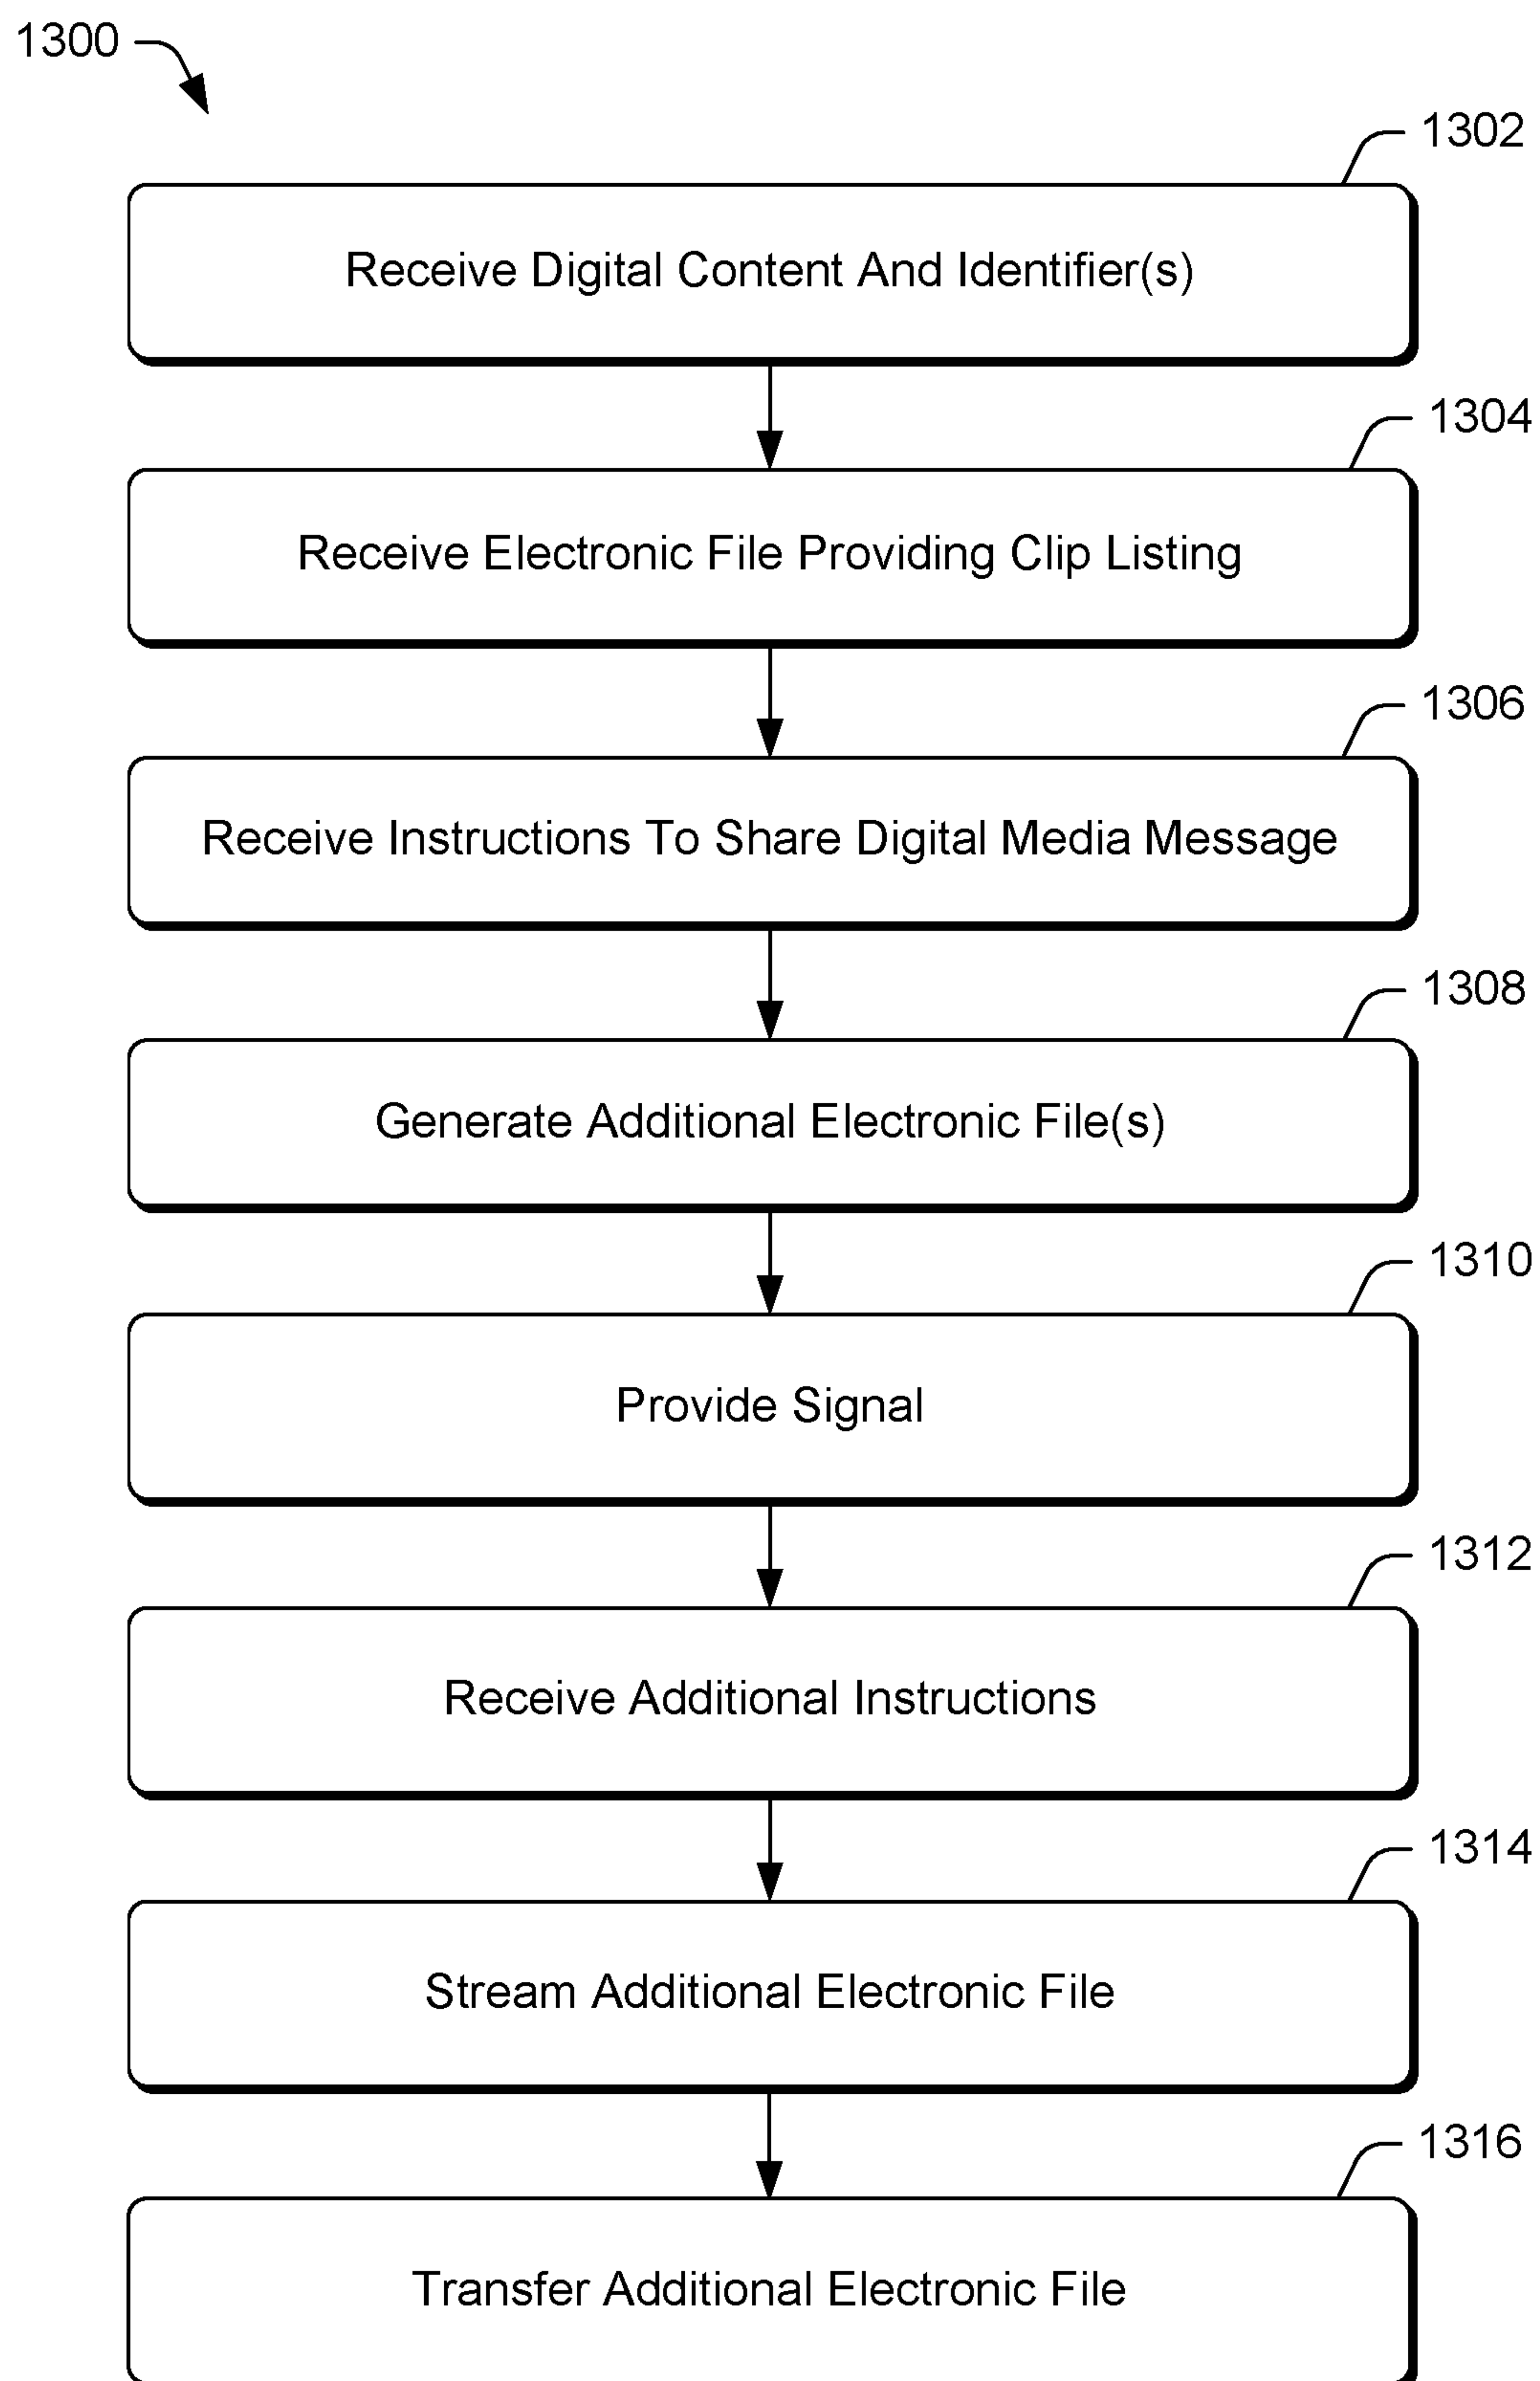 1300
1302
Receive Digital Content And Identifier(s)
1304
Receive Electronic File Providing Clip Listing
1306
Receive Instructions To Share Digital Media Message
1308
Generate Additional Electronic File(s)
1310
Provide Signal
1312
Receive Additional Instructions
1314
Stream Additional Electronic File
1316
Transfer Additional Electronic File